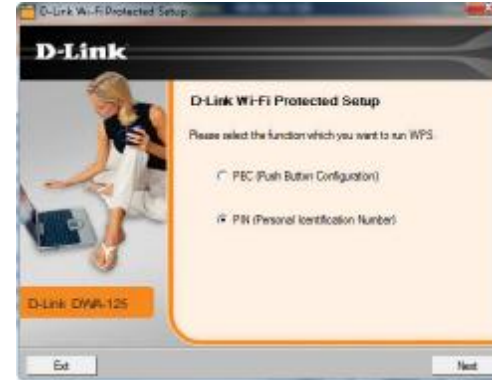 D-Link Wi-Fi Protected Setup
D-Link
D-Link Wi-Fi Protected Setup
Please select the function which you want to run WPS.
PBC (Push Button Configuration)
PIN (Personal Identification Number)
D-Link DWA-125
Exit
Next